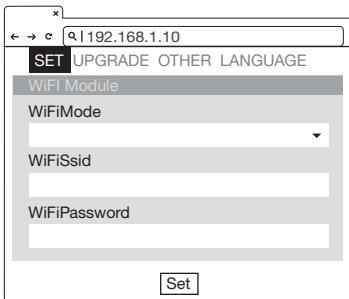 192.168.1.10
SET UPGRADE OTHER LANGUAGE
WiFI Module
WiFiMode
WiFiSsid
WiFiPassword
Set